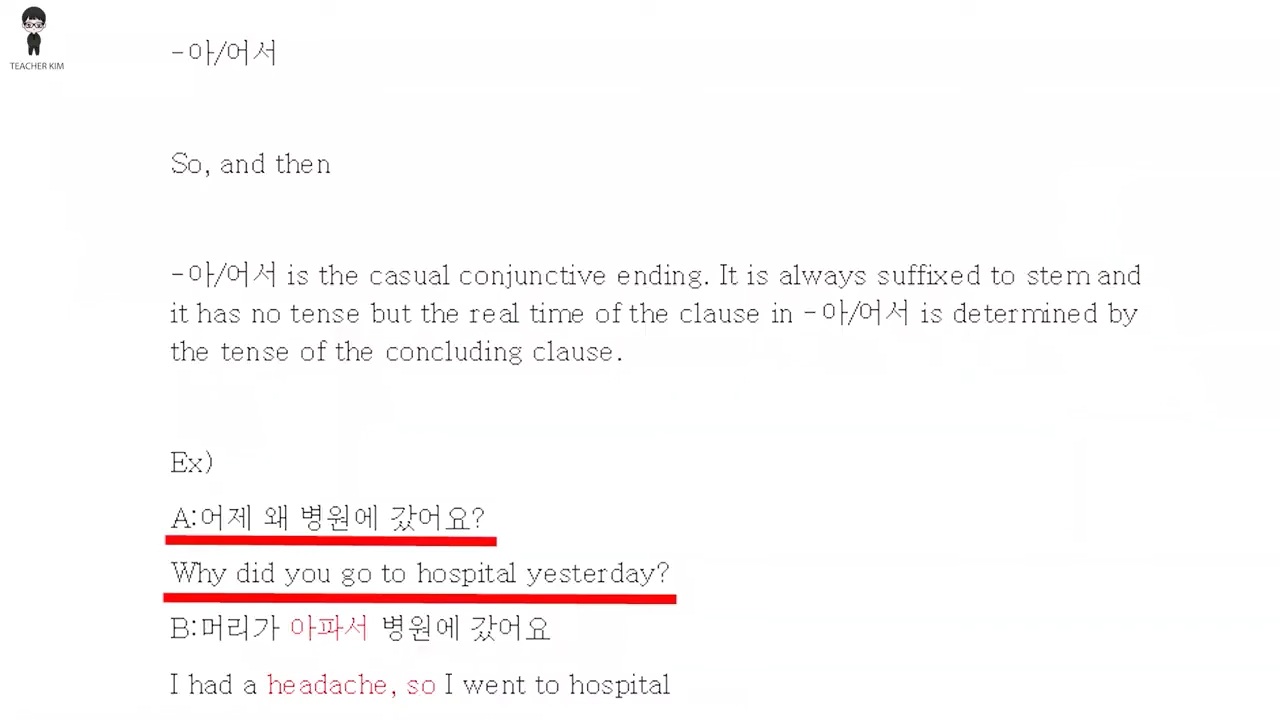 TEACHER KIM
-아/어서
So, and then
-아/어서 is the casual conjunctive ending. It is always suffixed to stem and
it has no tense but the real time of the clause in -아/어서 is determined by
the tense of the concluding clause.
Ex)
A:어제 왜 병원에 갔어요?
Why did you go to hospital yesterday?
B:머리가 아파서 병원에 갔어요
I had a headache, so I went to hospital